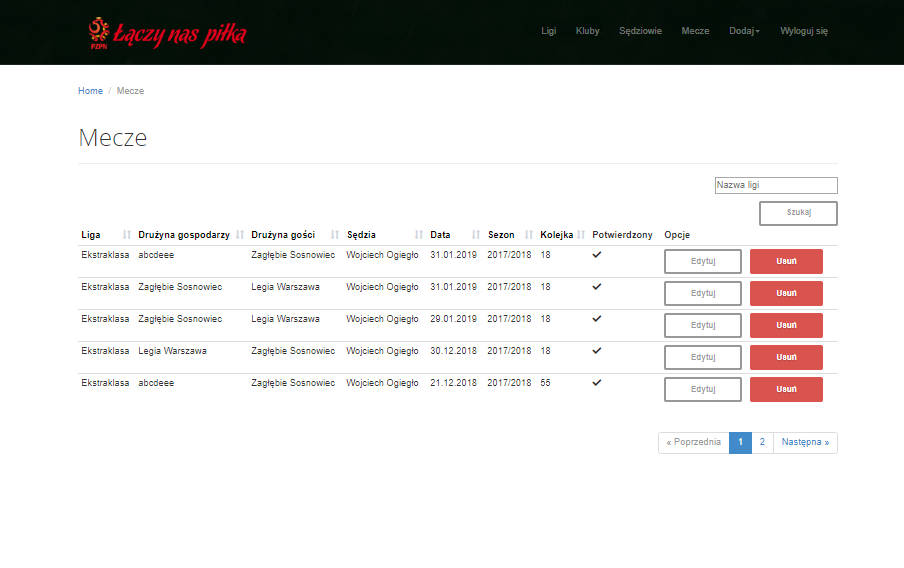 PZPN Łączy nas piłka Ligi Kluby Sędziowie Mecze Dodaj Wyloguj się
Home / Mecze
Mecze
Nazwa ligi
Szukaj
Liga Drużyna gospodarzy Drużyna gości Sędzia Data Sezon Kolejka Potwierdzony Opcje
Ekstraklasa abcdeee Zagłębie Sosnowiec Wojciech Ogiegło 31.01.2019 2017/2018 18 Edytuj Usuń
Ekstraklasa Zagłębie Sosnowiec Legia Warszawa Wojciech Ogiegło 31.01.2019 2017/2018 18 Edytuj Usuń
Ekstraklasa Zagłębie Sosnowiec Legia Warszawa Wojciech Ogiegło 29.01.2019 2017/2018 18 Edytuj Usuń
Ekstraklasa Legia Warszawa Zagłębie Sosnowiec Wojciech Ogiegło 30.12.2018 2017/2018 18 Edytuj Usuń
Ekstraklasa abcdeee Zagłębie Sosnowiec Wojciech Ogiegło 21.12.2018 2017/2018 55 Edytuj Usuń
« Poprzednia 1 2 Następna »